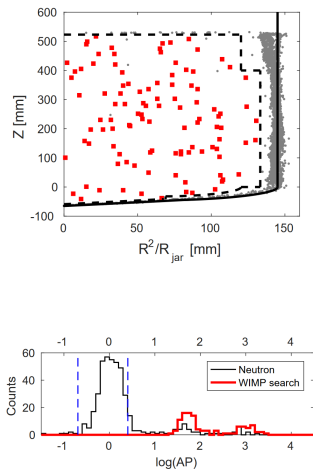 600
500
400
300
200
100
0
-100
Z [mm]
0 50 100 150
R²/R_jar [mm]
-1 0 1 2 3 4
60
40
20
0
Counts
Neutron
WIMP search
-1 0 1 2 3 4
log(AP)